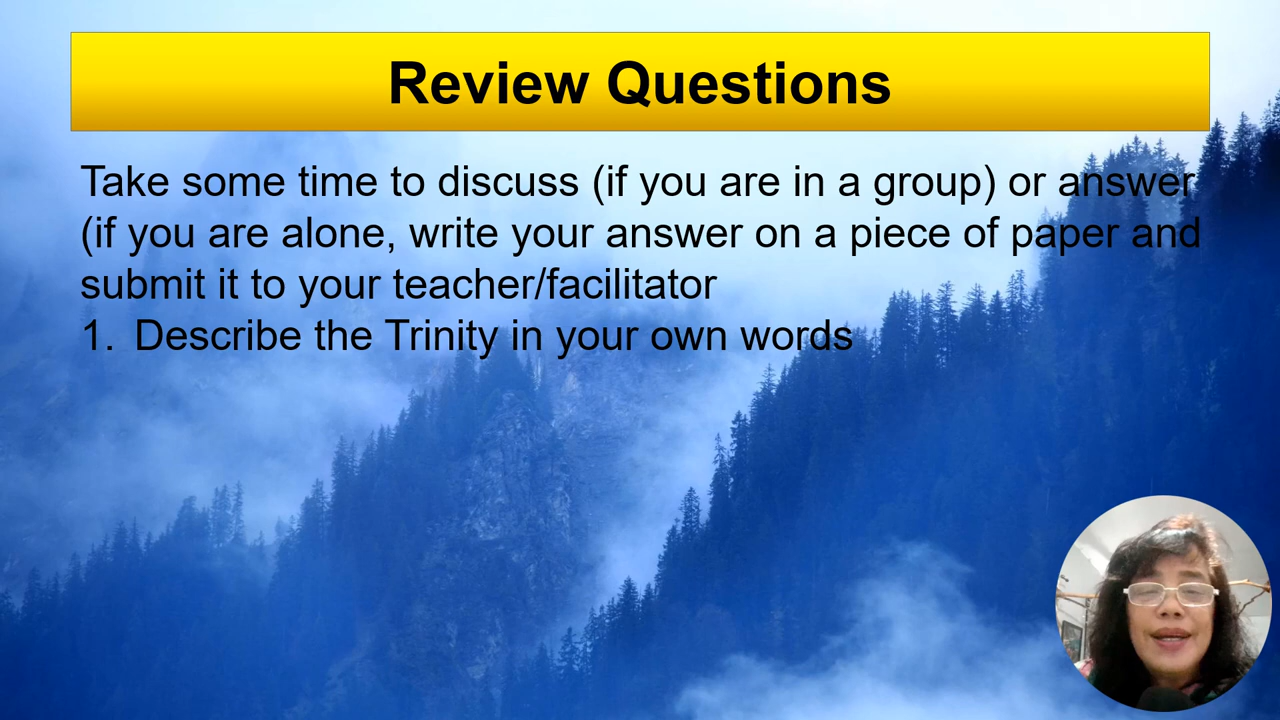 Review Questions
Take some time to discuss (if you are in a group) or answer
(if you are alone, write your answer on a piece of paper and
submit it to your teacher/facilitator
1. Describe the Trinity in your own words